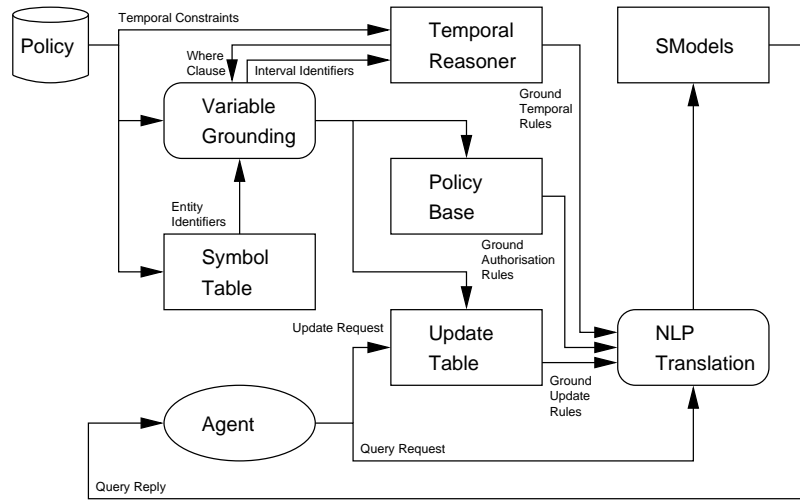 Temporal Constraints
Policy
Temporal
Reasoner
SModels
Where
Clause
Interval Identifiers
Variable
Grounding
Ground
Temporal
Rules
Policy
Base
Entity
Identifiers
Symbol
Table
Ground
Authorisation
Rules
Update Request
Update
Table
NLP
Translation
Ground
Update
Rules
Agent
Query Request
Query Reply